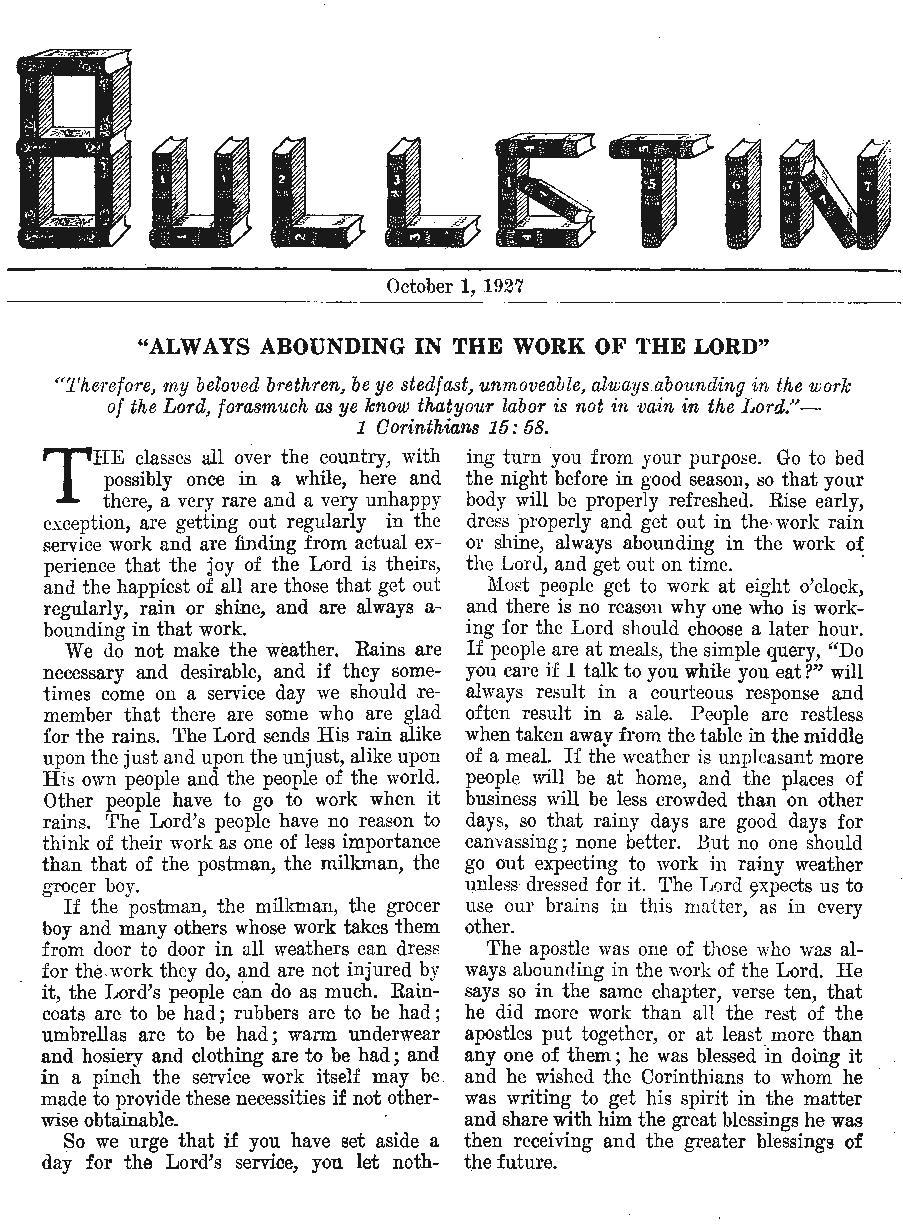 BULLETIN
October 1, 1927
“ALWAYS ABOUNDING IN THE WORK OF THE LORD”
“Therefore, my beloved brethren, be ye stedfast, unmoveable, always abounding in the work
of the Lord, forasmuch as ye know thatyour labor is not in vain in the Lord.”—
1 Corinthians 15: 58.
THE classes all over the country, with
possibly once in a while, here and
there, a very rare and a very unhappy
exception, are getting out regularly in the
service work and are finding from actual ex-
perience that the joy of the Lord is theirs,
and the happiest of all are those that get out
regularly, rain or shine, and are always a-
bounding in that work.
We do not make the weather. Rains are
necessary and desirable, and if they some-
times come on a service day we should re-
member that there are some who are glad
for the rains. The Lord sends His rain alike
upon the just and upon the unjust, alike upon
His own people and the people of the world.
Other people have to go to work when it
rains. The Lord's people have no reason to
think of their work as one of less importance
than that of the postman, the milkman, the
grocer boy.
If the postman, the milkman, the grocer
boy and many others whose work takes them
from door to door in all weathers can dress
for the work they do, and are not injured by
it, the Lord's people can do as much. Rain-
coats are to be had; rubbers are to be had;
umbrellas are to be had; warm underwear
and hosiery and clothing are to be had; and
in a pinch the service work itself may be
made to provide these necessities if not other-
wise obtainable.
So we urge that if you have set aside a
day for the Lord's service, you let noth-
ing turn you from your purpose. Go to bed
the night before in good season, so that your
body will be properly refreshed. Rise early,
dress properly and get out in the work rain
or shine, always abounding in the work of
the Lord, and get out on time.
Most people get to work at eight o'clock,
and there is no reason why one who is work-
ing for the Lord should choose a later hour.
If people are at meals, the simple query, “Do
you care if I talk to you while you eat?” will
always result in a courteous response and
often result in a sale. People are restless
when taken away from the table in the middle
of a meal. If the weather is unpleasant more
people will be at home, and the places of
business will be less crowded than on other
days, so that rainy days are good days for
canvassing; none better. But no one should
go out expecting to work in rainy weather
unless dressed for it. The Lord expects us to
use our brains in this matter, as in every
other.
The apostle was one of those who was al-
ways abounding in the work of the Lord. He
says so in the same chapter, verse ten, that
he did more work than all the rest of the
apostles put together, or at least more than
any one of them; he was blessed in doing it
and he wished the Corinthians to whom he
was writing to get his spirit in the matter
and share with him the great blessings he was
then receiving and the greater blessings of
the future.